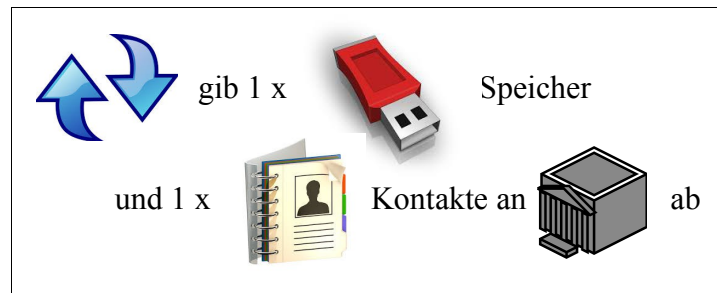 gib 1 x Speicher
und 1 x Kontakte an ab